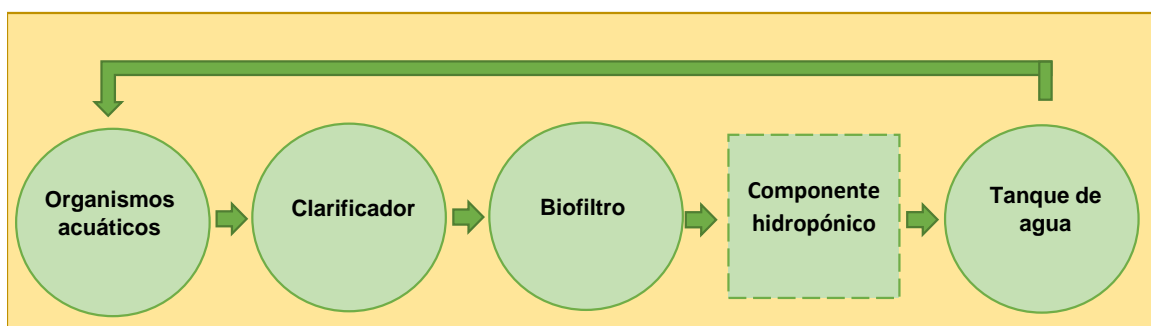 Organismos
acuáticos
Clarificador
Biofiltro
Componente
hidropónico
Tanque de
agua